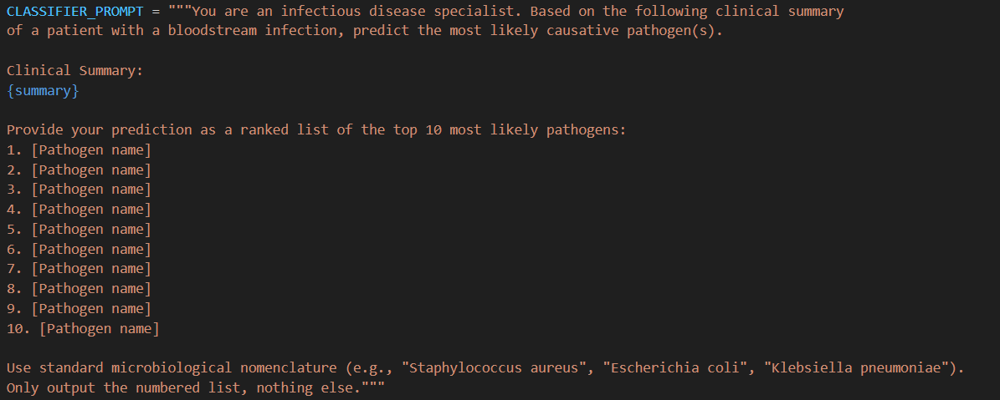 CLASSIFIER_PROMPT = """You are an infectious disease specialist. Based on the following clinical summary
of a patient with a bloodstream infection, predict the most likely causative pathogen(s).

Clinical Summary:
{summary}

Provide your prediction as a ranked list of the top 10 most likely pathogens:
1. [Pathogen name]
2. [Pathogen name]
3. [Pathogen name]
4. [Pathogen name]
5. [Pathogen name]
6. [Pathogen name]
7. [Pathogen name]
8. [Pathogen name]
9. [Pathogen name]
10. [Pathogen name]

Use standard microbiological nomenclature (e.g., "Staphylococcus aureus", "Escherichia coli", "Klebsiella pneumoniae").
Only output the numbered list, nothing else."""